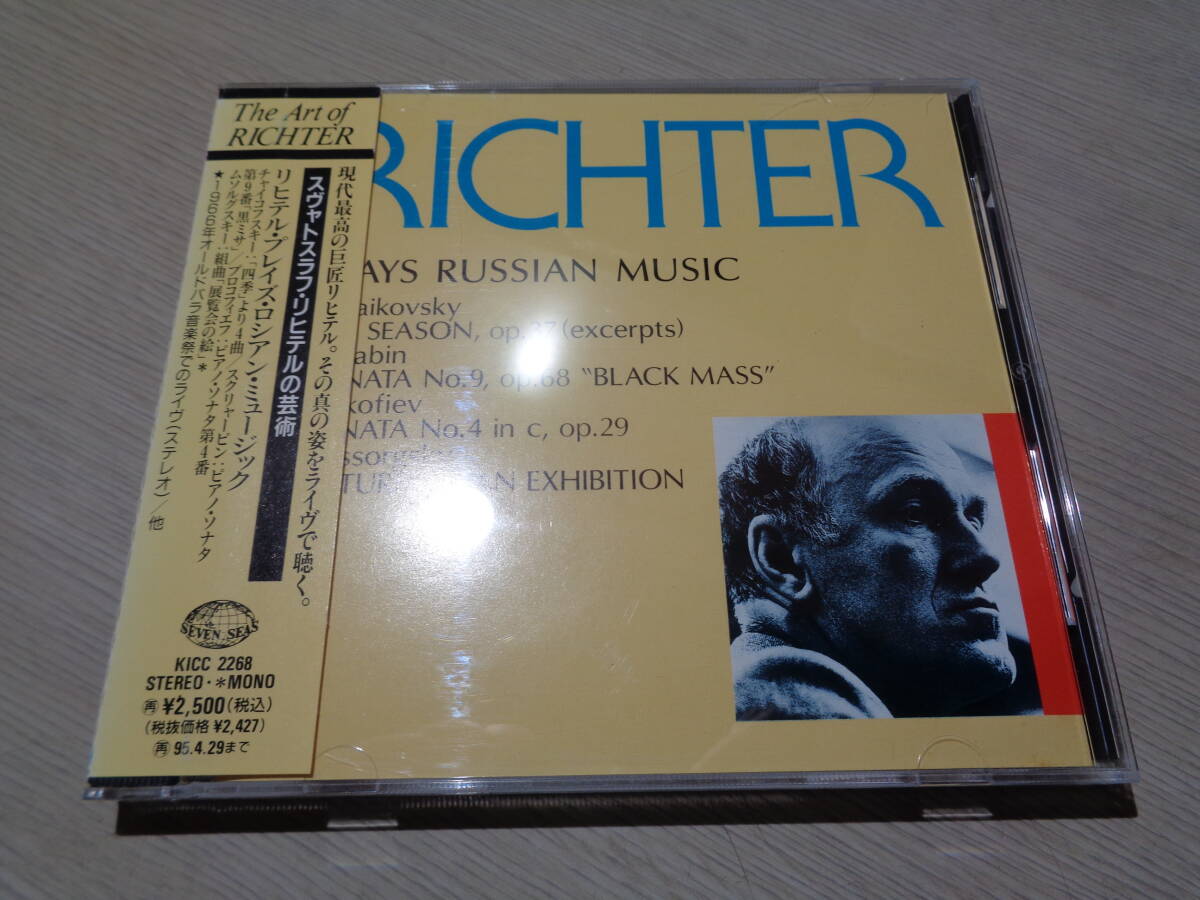 The Art of
RICHTER
現代最高の巨匠リヒテル。その真の姿をライヴで聴く。
スヴャトスラフ・リヒテルの芸術
リヒテル・プレイズ・ロシアン・ミュージック
チャイコフスキー:「四季」より4曲/スクリャービン:ピアノ・ソナタ
第9番「黒ミサ」/プロコフィエフ:ピアノ・ソナタ第4番
ムソルグスキー:組曲「展覧会の絵」*
★1966年オールドバラ音楽祭でのライヴ(ステレオ)/他
SEVEN SEAS
KICC 2268
STEREO・*MONO
再 ¥2,500(税込)
(税抜価格 ¥2,427)
再 95.4.29まで
RICHTER
AYS RUSSIAN MUSIC
aikovsky
SEASON, op.37 (excerpts)
abin
NATA No.9, op.68 “BLACK MASS”
kofiev
NATA No.4 in c, op.29
AN EXHIBITION